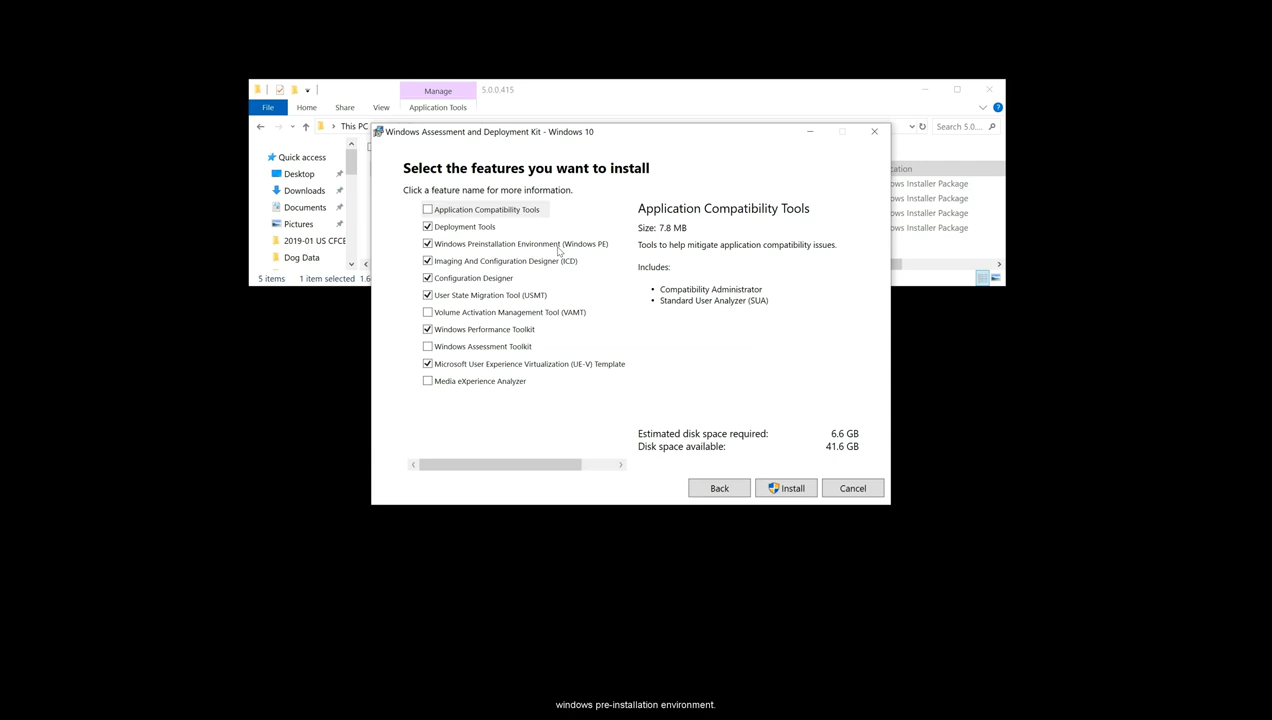 Manage
5.0.0.415
File
Home
Share
View
Application Tools
This PC
Search 5.0....
Windows Assessment and Deployment Kit - Windows 10
Quick access
Desktop
Downloads
Documents
Pictures
2019-01 US CFCE
Dog Data
5 items
1 item selected
1.6
Select the features you want to install
Click a feature name for more information.
Application Compatibility Tools
Deployment Tools
Windows Preinstallation Environment (Windows PE)
Imaging And Configuration Designer (ICD)
Configuration Designer
User State Migration Tool (USMT)
Volume Activation Management Tool (VAMT)
Windows Performance Toolkit
Windows Assessment Toolkit
Microsoft User Experience Virtualization (UE-V) Template
Media eXperience Analyzer
Application Compatibility Tools
Size: 7.8 MB
Tools to help mitigate application compatibility issues.
Includes:
• Compatibility Administrator
• Standard User Analyzer (SUA)
Estimated disk space required: 6.6 GB
Disk space available: 41.6 GB
Back
Install
Cancel
cation
ows Installer Package
ows Installer Package
ows Installer Package
ows Installer Package
windows pre-installation environment.